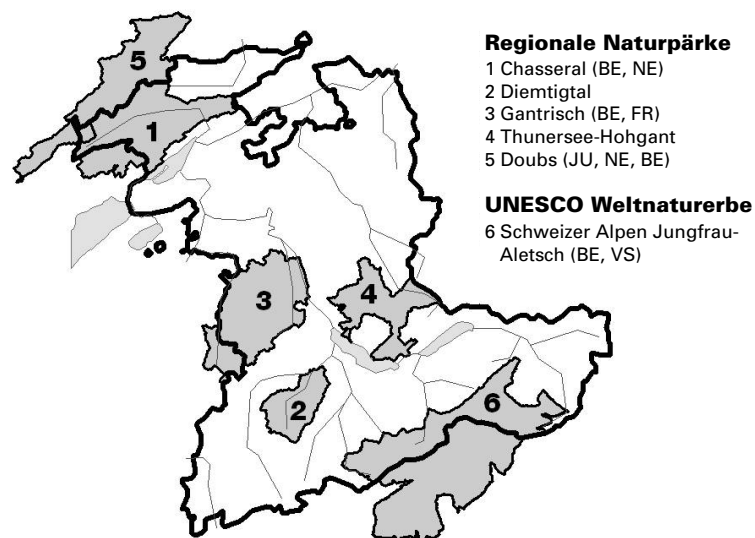 Regionale Naturpärke
1 Chasseral (BE, NE)
2 Diemtigtal
3 Gantrisch (BE, FR)
4 Thunersee-Hohgant
5 Doubs (JU, NE, BE)
UNESCO Weltnaturerbe
6 Schweizer Alpen Jungfrau-
Aletsch (BE, VS)
5
1
3
4
2
6